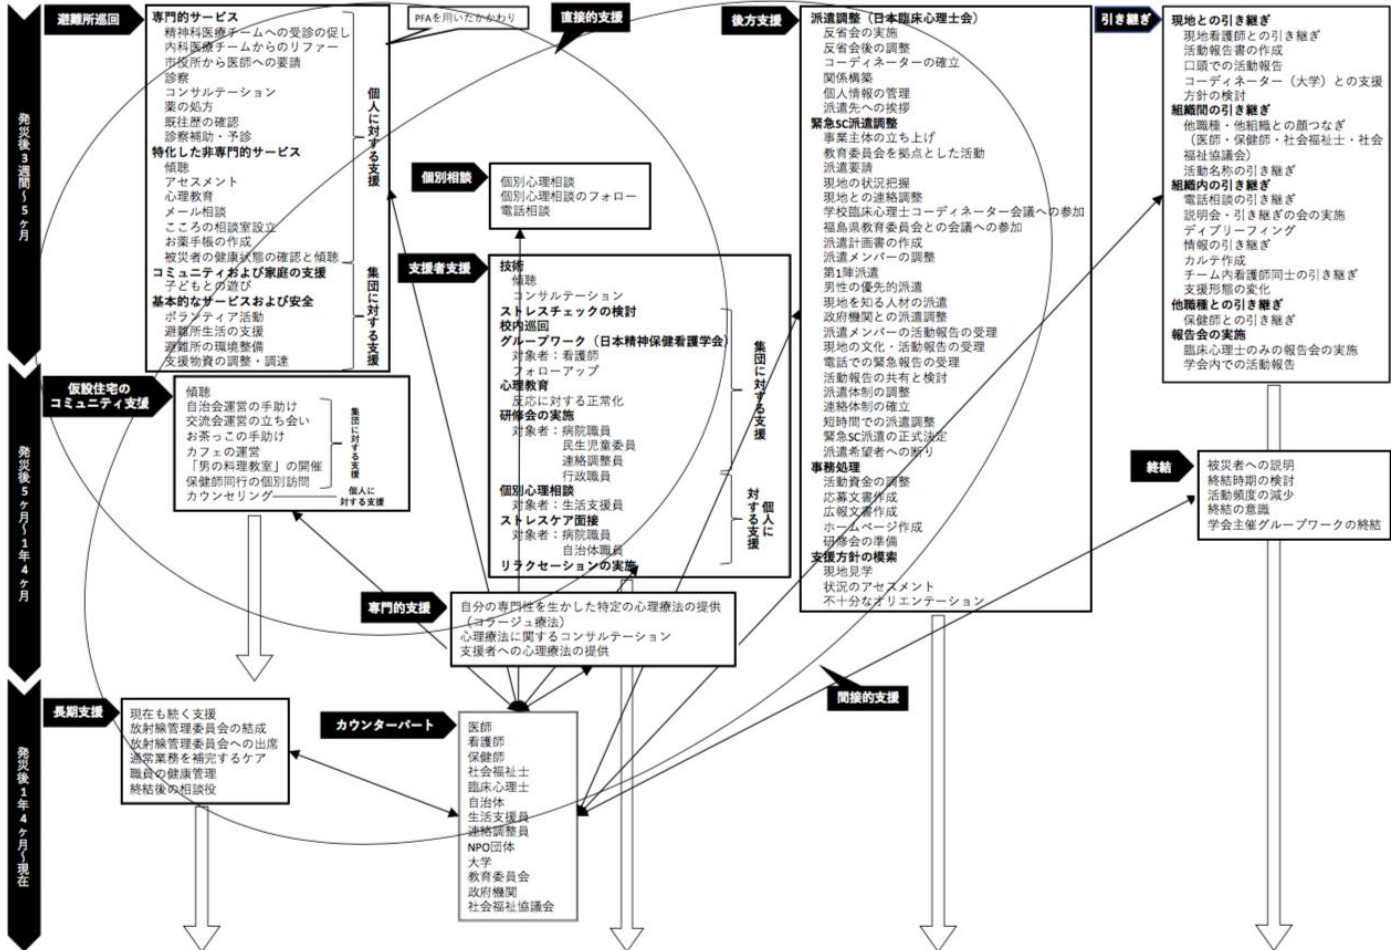 発災後3週間～5ヶ月
発災後5ヶ月～1年4ヶ月
発災後1年4ヶ月～現在
避難所巡回
専門的サービス
精神科医療チームへの受診の促し
内科医療チームからのリファー
市役所から医師への要請
診察
コンサルテーション
薬の処方
既往歴の確認
診察補助・予診
特化した非専門的サービス
傾聴
アセスメント
心理教育
メール相談
こころの相談室設立
お薬手帳の作成
被災者の健康状態の確認と傾聴
コミュニティおよび家庭の支援
子どもとの遊び
基本的なサービスおよび安全
ボランティア活動
避難所生活の支援
避難所の環境整備
支援物資の調整・調達
個人に対する支援
集団に対する支援
PFAを用いたかかわり
直接的支援
仮設住宅の
コミュニティ支援
傾聴
自治会運営の手助け
交流会運営の立ち会い
お茶っこの手助け
カフェの運営
「男の料理教室」の開催
保健師同行の個別訪問
カウンセリング
集団に対する支援
個人に
対する支援
長期支援
現在も続く支援
放射線管理委員会の結成
放射線管理委員会への出席
通常業務を補完するケア
職員の健康管理
終結後の相談役
個別相談
個別心理相談
個別心理相談のフォロー
電話相談
支援者支援
技術
傾聴
コンサルテーション
ストレスチェックの検討
校内巡回
グループワーク（日本精神保健看護学会）
対象者：看護師
フォローアップ
心理教育
反応に対する正常化
研修会の実施
対象者：病院職員
民生児童委員
連絡調整員
行政職員
個別心理相談
対象者：生活支援員
ストレスケア面接
対象者：病院職員
自治体職員
リラクセーションの実施
集団に対する支援
個人に
対する支援
専門的支援
自分の専門性を生かした特定の心理療法の提供
（コラージュ療法）
心理療法に関するコンサルテーション
支援者への心理療法の提供
カウンターパート
医師
看護師
保健師
社会福祉士
臨床心理士
自治体
生活支援員
連絡調整員
NPO団体
大学
教育委員会
政府機関
社会福祉協議会
間接的支援
後方支援
派遣調整（日本臨床心理士会）
反省会の実施
反省会後の調整
コーディネーターの確立
関係構築
個人情報の管理
派遣先への挨拶
緊急SC派遣調整
事業主体の立ち上げ
教育委員会を拠点とした活動
派遣要請
現地の状況把握
現地との連絡調整
学校臨床心理士コーディネーター会議への参加
福島県教育委員会との会議への参加
派遣計画書の作成
派遣メンバーの調整
第1陣派遣
男性の優先的派遣
現地を知る人材の派遣
政府機関との派遣調整
派遣メンバーの活動報告の受理
現地の文化・活動報告の受理
電話での緊急報告の受理
活動報告の共有と検討
派遣体制の調整
連絡体制の確立
短時間での派遣調整
緊急SC派遣の正式決定
派遣希望者への断り
事務処理
活動資金の調整
応募文書作成
広報文書作成
ホームページ作成
研修会の準備
支援方針の模索
現地見学
状況のアセスメント
不十分なオリエンテーション
引き継ぎ
現地との引き継ぎ
現地看護師との引き継ぎ
活動報告書の作成
口頭での活動報告
コーディネーター（大学）との支援
方針の検討
組織間の引き継ぎ
他職種・他組織との顔つなぎ
（医師・保健師・社会福祉士・社会
福祉協議会）
活動名称の引き継ぎ
組織内の引き継ぎ
電話相談の引き継ぎ
説明会・引き継ぎの会の実施
ディブリーフィング
情報の引き継ぎ
カルテ作成
チーム内看護師同士の引き継ぎ
支援形態の変化
他職種との引き継ぎ
保健師との引き継ぎ
報告会の実施
臨床心理士のみの報告会の実施
学会内での活動報告
終結
被災者への説明
終結時期の検討
活動頻度の減少
終結の意識
学会主催グループワークの終結